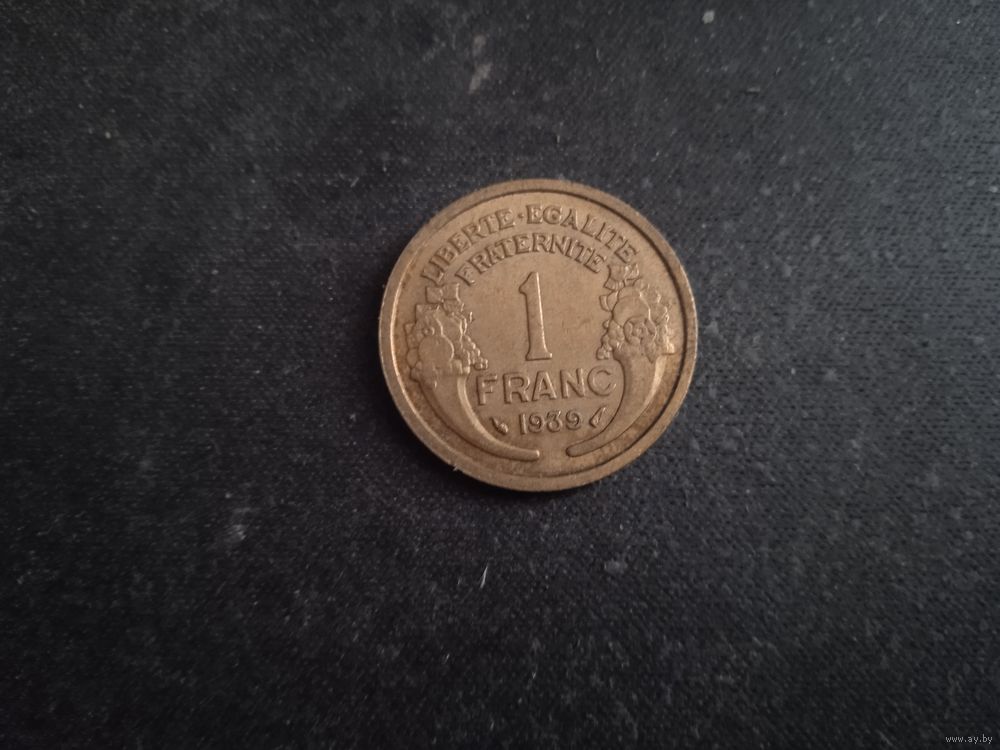 LIBERTE·EGALITE
FRATERNITE
1
FRANC
1939
www.ay.by